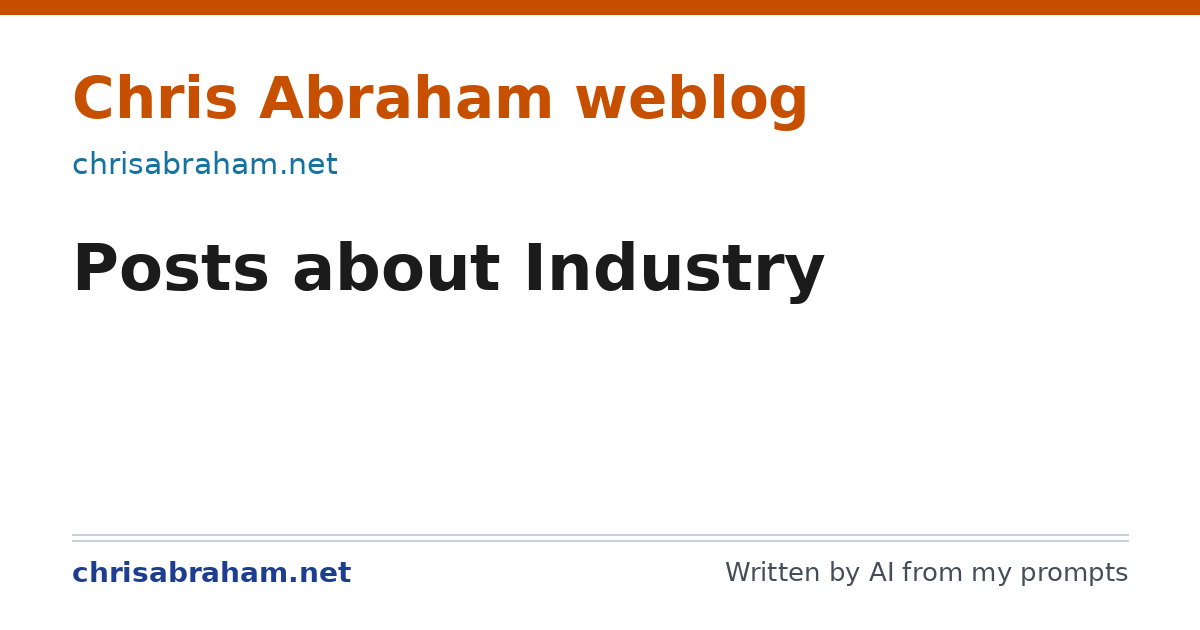 Chris Abraham weblog
chrisabraham.net
Posts about Industry
chrisabraham.net
Written by AI from my prompts